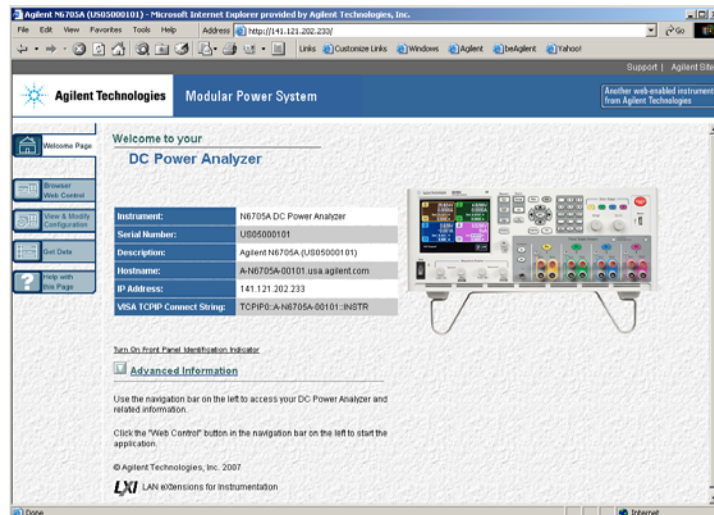 Agilent N6705A (US05000101) - Microsoft Internet Explorer provided by Agilent Technologies, Inc.
File Edit View Favorites Tools Help Address http://141.121.202.233/ Go
Links Customize Links Windows Agilent beAgilent Yahoo!
Support | Agilent Site
Agilent Technologies Modular Power System
Another web-enabled instrument
from Agilent Technologies
Welcome Page
Browser
Web Control
View & Modify
Configuration
Get Data
Help with
this Page
Welcome to your
DC Power Analyzer
Instrument: N6705A DC Power Analyzer
Serial Number: US05000101
Description: Agilent N6705A (US05000101)
Hostname: A-N6705A-00101.usa.agilent.com
IP Address: 141.121.202.233
VISA TCPIP Connect String: TCPIP0::A-N6705A-00101::INSTR
Turn On Front Panel Identification Indicator
Advanced Information
Use the navigation bar on the left to access your DC Power Analyzer and
related information.
Click the "Web Control" button in the navigation bar on the left to start the
application.
© Agilent Technologies, Inc. 2007
LXI LAN eXtensions for Instrumentation
Done Internet